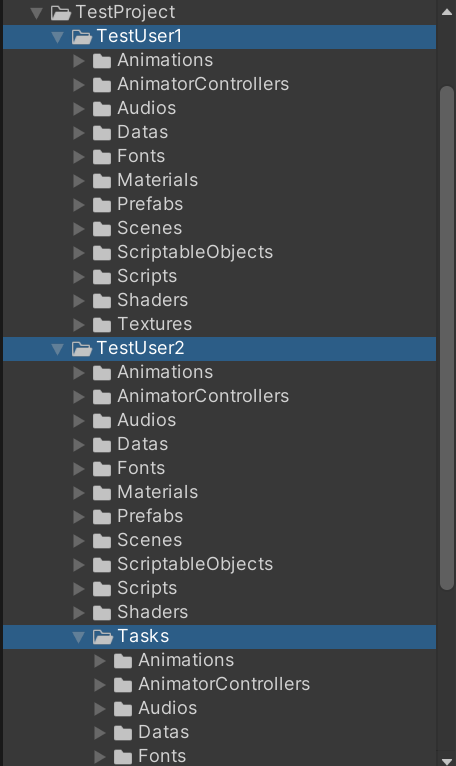 TestProject
TestUser1
Animations
AnimatorControllers
Audios
Datas
Fonts
Materials
Prefabs
Scenes
ScriptableObjects
Scripts
Shaders
Textures
TestUser2
Animations
AnimatorControllers
Audios
Datas
Fonts
Materials
Prefabs
Scenes
ScriptableObjects
Scripts
Shaders
Tasks
Animations
AnimatorControllers
Audios
Datas
Fonts